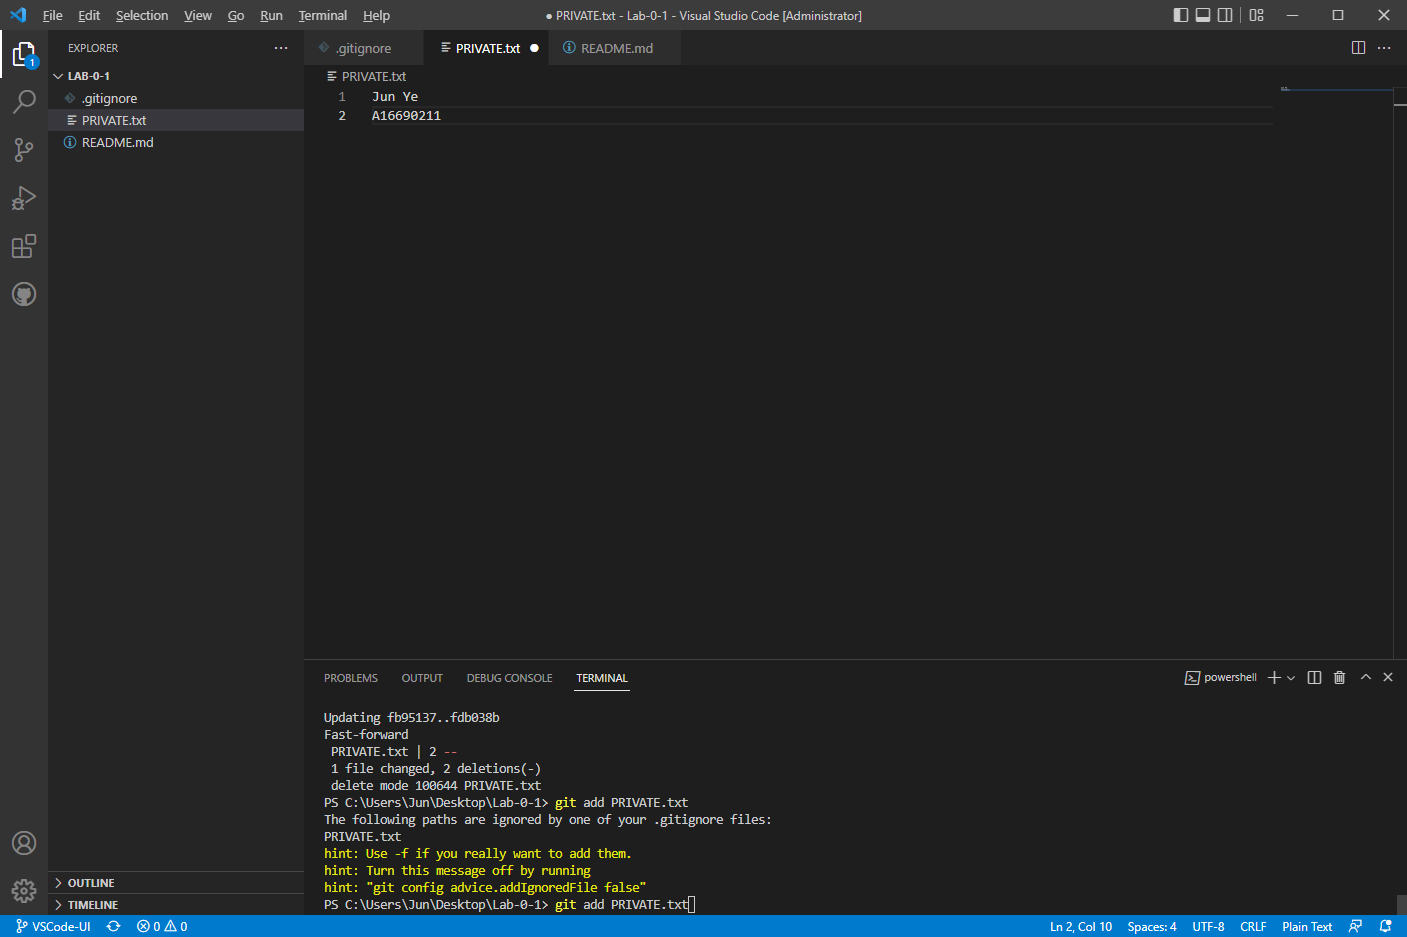 File Edit Selection View Go Run Terminal Help
● PRIVATE.txt - Lab-0-1 - Visual Studio Code [Administrator]
EXPLORER
LAB-0-1
.gitignore
PRIVATE.txt
README.md
OUTLINE
TIMELINE
1
.gitignore
PRIVATE.txt
README.md
PRIVATE.txt
1 Jun Ye
2 A16690211
PROBLEMS OUTPUT DEBUG CONSOLE TERMINAL
powershell
Updating fb95137..fdb038b
Fast-forward
PRIVATE.txt | 2 --
1 file changed, 2 deletions(-)
delete mode 100644 PRIVATE.txt
PS C:\Users\Jun\Desktop\Lab-0-1> git add PRIVATE.txt
The following paths are ignored by one of your .gitignore files:
PRIVATE.txt
hint: Use -f if you really want to add them.
hint: Turn this message off by running
hint: "git config advice.addIgnoredFile false"
PS C:\Users\Jun\Desktop\Lab-0-1> git add PRIVATE.txt
VSCode-UI 0 0
Ln 2, Col 10 Spaces: 4 UTF-8 CRLF Plain Text